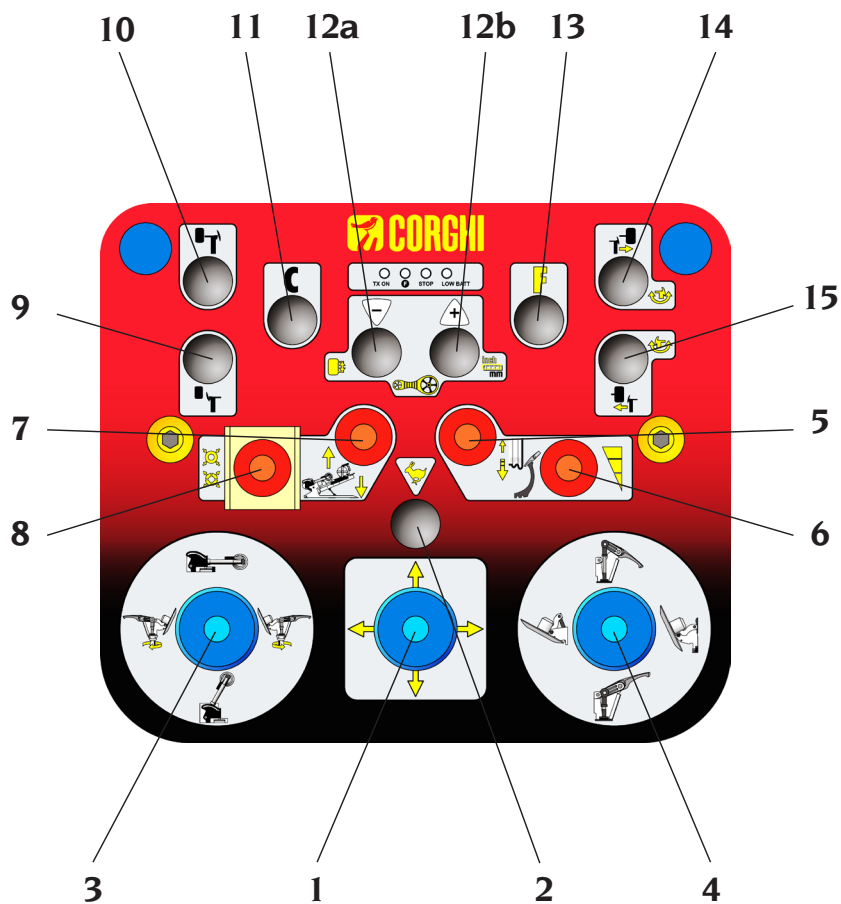 10 11 12a 12b 13 14
CORGHI
C
F
TX ON F STOP LOW BATT
- +
inch
mm
9
15
7
5
8
6
3 1 2 4